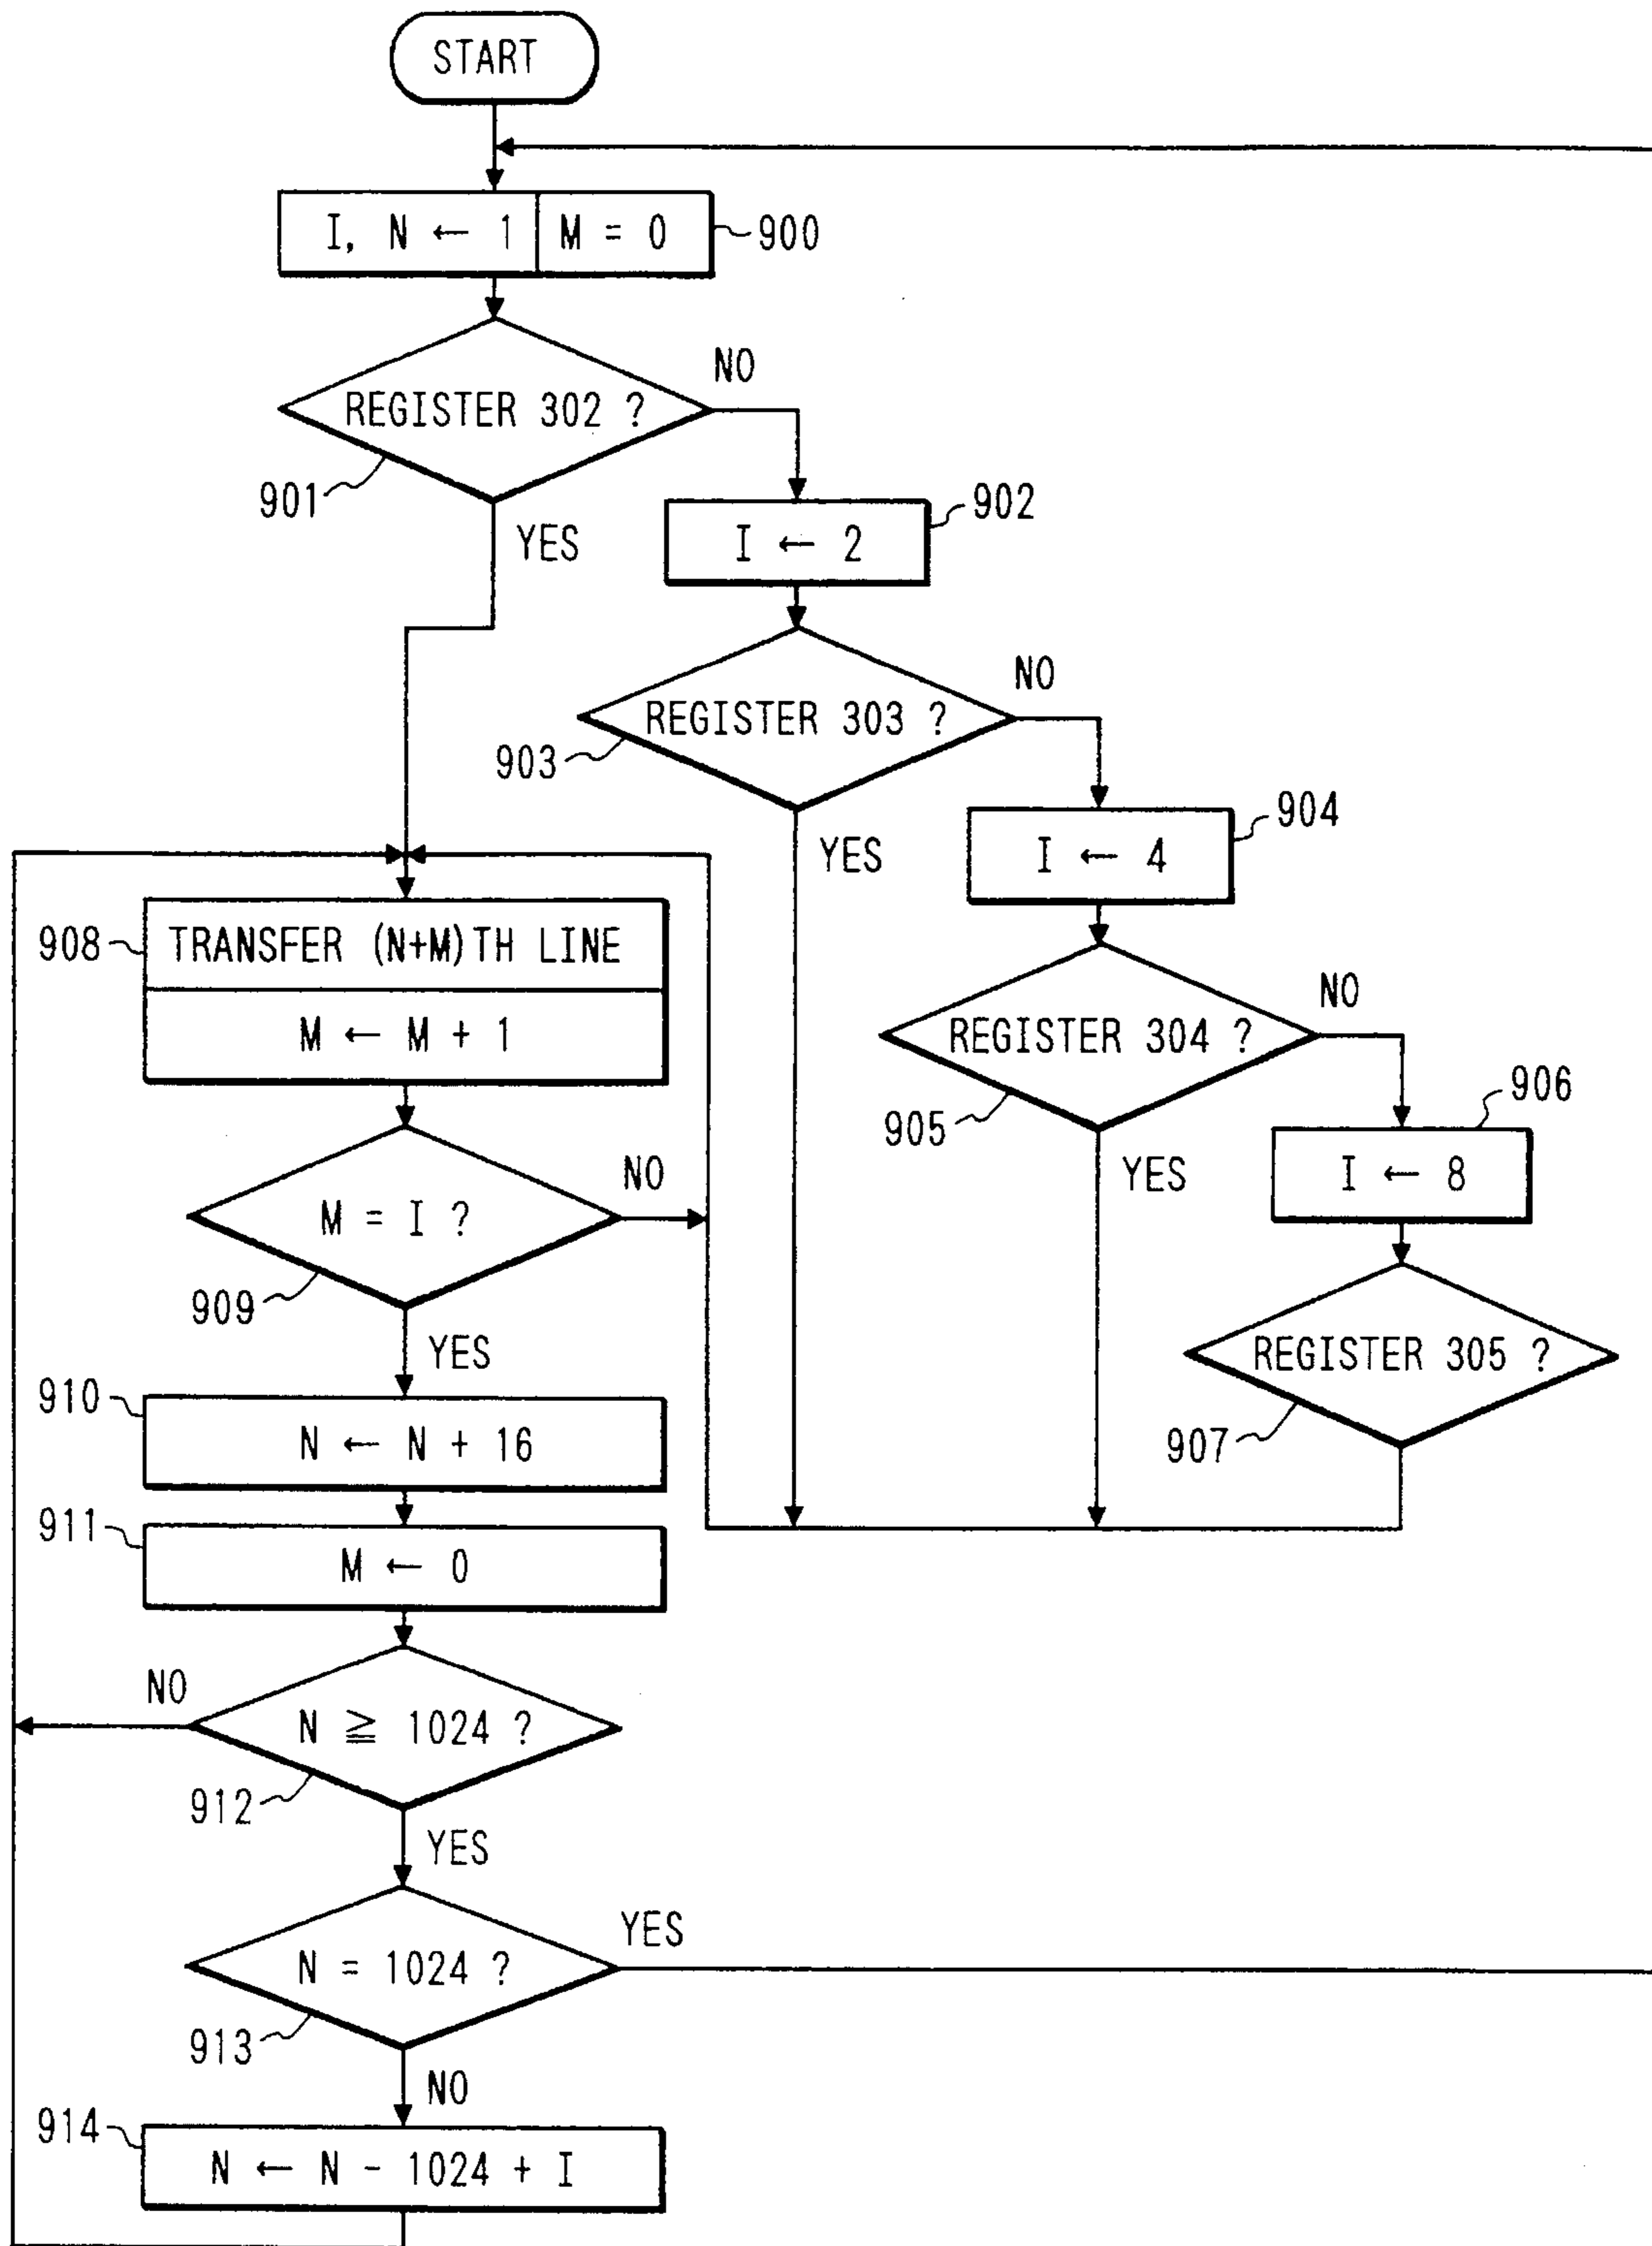 START
I, N ← 1 M = 0
900
REGISTER 302 ?
NO
901
YES
902
I ← 2
REGISTER 303 ?
NO
903
YES
904
I ← 4
908
TRANSFER (N+M)TH LINE
M ← M + 1
REGISTER 304 ?
NO
905
YES
906
I ← 8
M = I ?
NO
909
YES
REGISTER 305 ?
907
910
N ← N + 16
911
M ← 0
NO
N ≧ 1024 ?
912
YES
N = 1024 ?
YES
913
NO
914
N ← N - 1024 + I